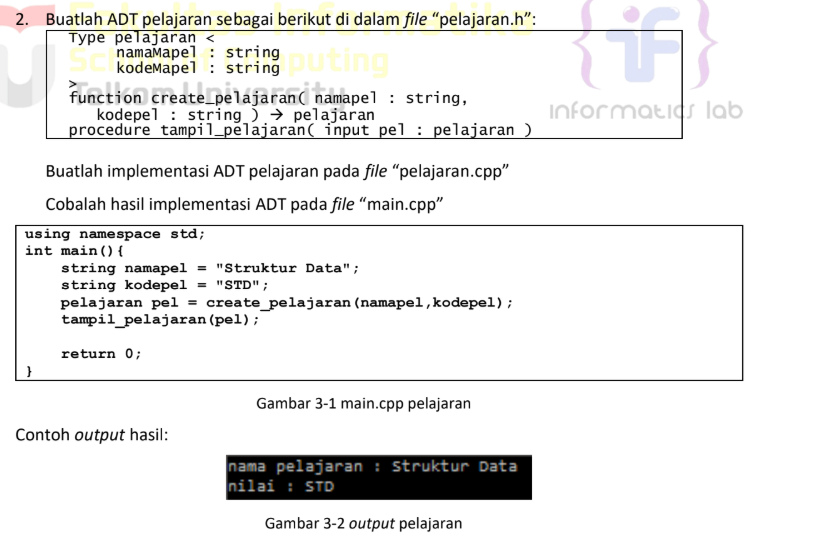 Fakultas Informatika
School of Computing
Telkom University
informatics lab
2. Buatlah ADT pelajaran sebagai berikut di dalam file “pelajaran.h”:
Type pelajaran <
namaMapel : string
kodeMapel : string
>
function create_pelajaran( namapel : string,
kodepel : string ) → pelajaran
procedure tampil_pelajaran( input pel : pelajaran )
Buatlah implementasi ADT pelajaran pada file “pelajaran.cpp”
Cobalah hasil implementasi ADT pada file “main.cpp”
using namespace std;
int main(){
string namapel = "Struktur Data";
string kodepel = "STD";
pelajaran pel = create_pelajaran(namapel,kodepel);
tampil_pelajaran(pel);
return 0;
}
Gambar 3-1 main.cpp pelajaran
Contoh output hasil:
nama pelajaran : Struktur Data
nilai : STD
Gambar 3-2 output pelajaran